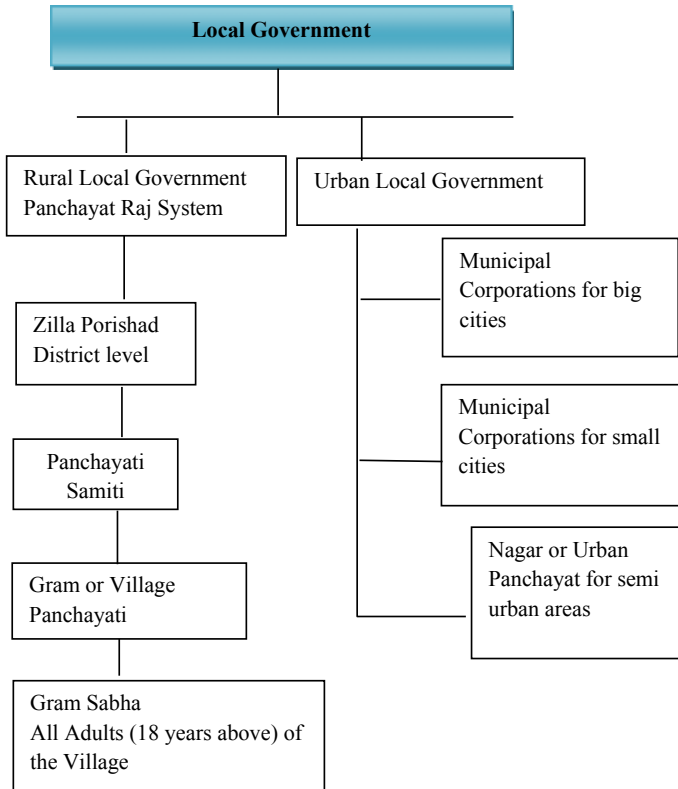 Local Government
Rural Local Government
Panchayat Raj System
Urban Local Government
Zilla Porishad
District level
Panchayati
Samiti
Gram or Village
Panchayati
Gram Sabha
All Adults (18 years above) of
the Village
Municipal
Corporations for big
cities
Municipal
Corporations for small
cities
Nagar or Urban
Panchayat for semi
urban areas